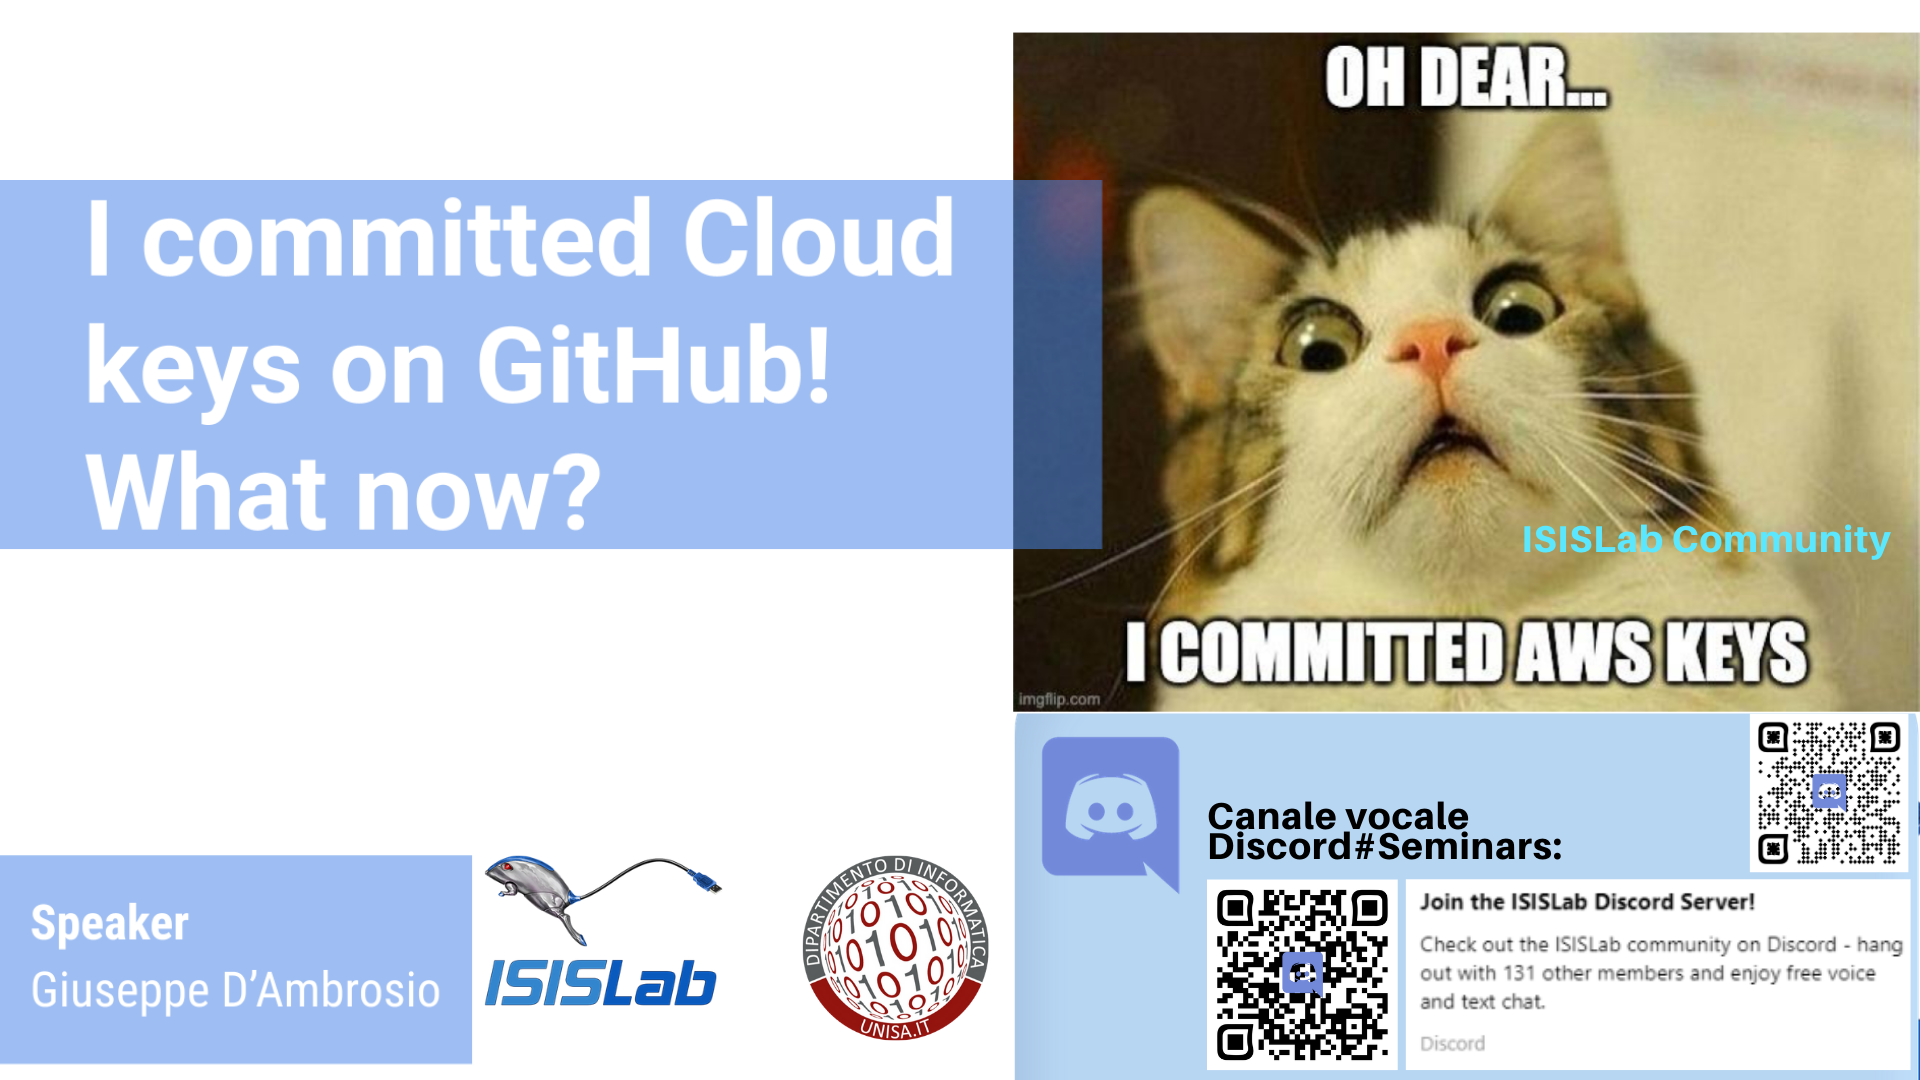 I committed Cloud
keys on GitHub!
What now?
OH DEAR...
ISISLab Community
I COMMITTED AWS KEYS
imgflip.com
Speaker
Giuseppe D’Ambrosio
ISISLab
DIPARTIMENTO DI INFORMATICA
UNISA.IT
Canale vocale
Discord#Seminars:
Join the ISISLab Discord Server!
Check out the ISISLab community on Discord - hang
out with 131 other members and enjoy free voice
and text chat.
Discord